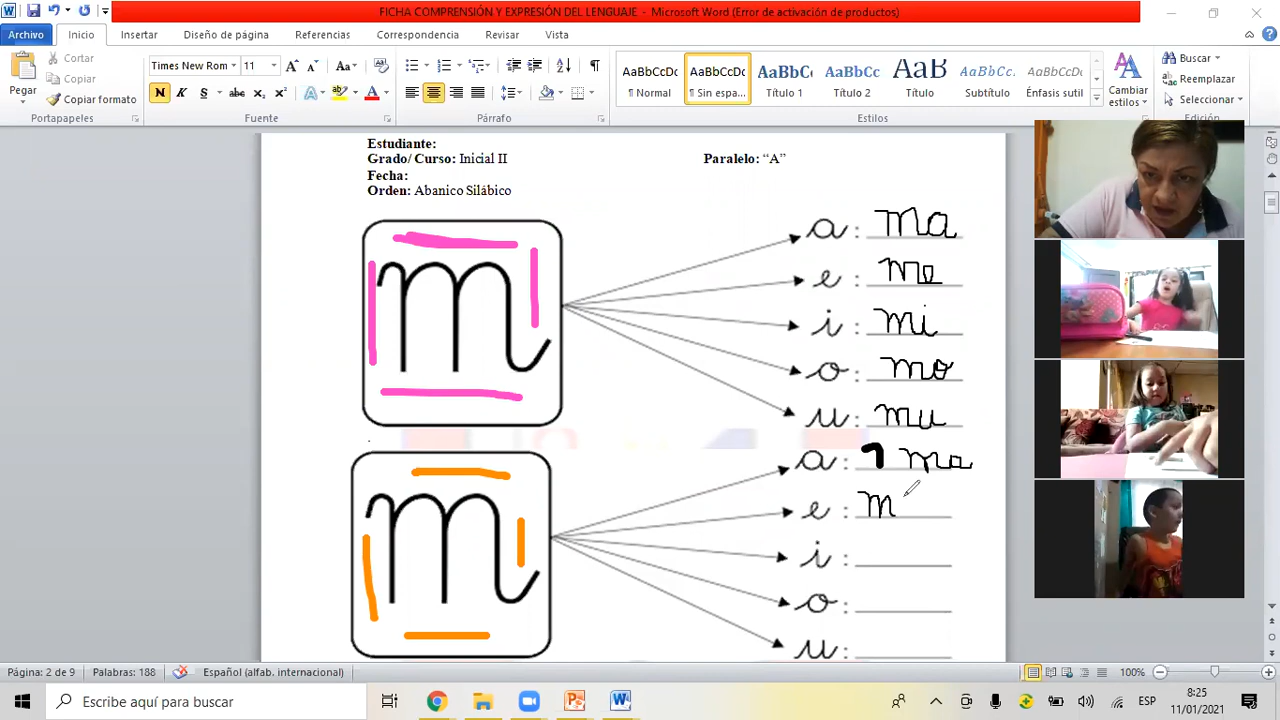 FICHA COMPRENSIÓN Y EXPRESIÓN DEL LENGUAJE - Microsoft Word (Error de activación de productos)
Archivo Inicio Insertar Diseño de página Referencias Correspondencia Revisar Vista
Pegar
Cortar
Copiar
Copiar formato
Portapapeles
Times New Rom 11
N K S abc x₂ x² A A
Fuente
Párrafo
AaBbCcDc AaBbCcDc AaBbCc AaBbCc AaB AaBbCcDc AaBbCcDc
¶ Normal ¶ Sin espa... Título 1 Título 2 Título Subtítulo Énfasis sutil
Estilos
Cambiar estilos
Buscar
Reemplazar
Seleccionar
Edición
Estudiante:
Grado/ Curso: Inicial II Paralelo: “A”
Fecha:
Orden: Abanico Silábico
m
a : ma
e : me
i : mi
o : mo
u : mu
m
a : ma
e : m
i :
o :
u :
Página: 2 de 9 Palabras: 188 Español (alfab. internacional) 100%
Escribe aquí para buscar
ESP
8:25
11/01/2021